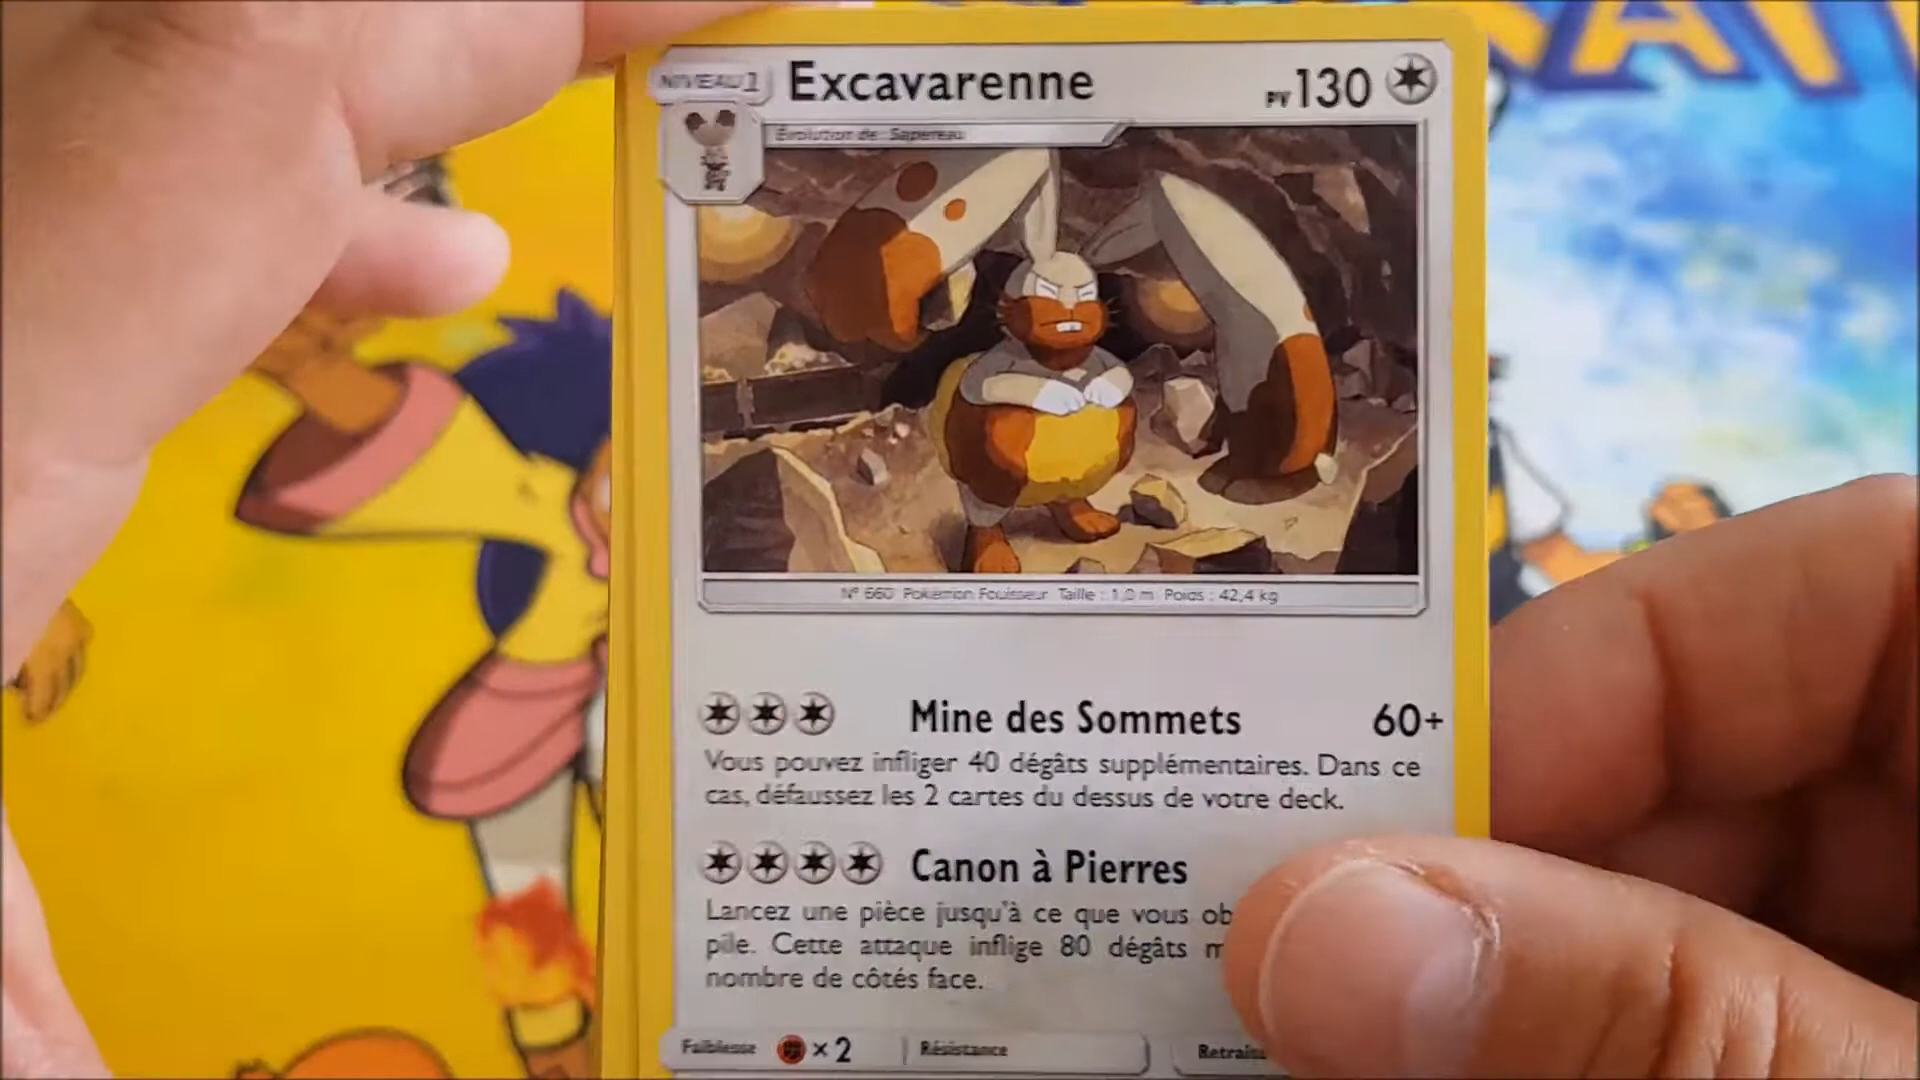 NIVEAU 1 Excavarenne PV 130
Évolution de : Sapereau
N° 660 Pokémon Fouisseur Taille : 1,0 m Poids : 42,4 kg
Mine des Sommets 60+
Vous pouvez infliger 40 dégâts supplémentaires. Dans ce
cas, défaussez les 2 cartes du dessus de votre deck.
Canon à Pierres
Lancez une pièce jusqu'à ce que vous
pile. Cette attaque inflige 80 dégâts
nombre de côtés face.
Faiblesse ×2 Résistance